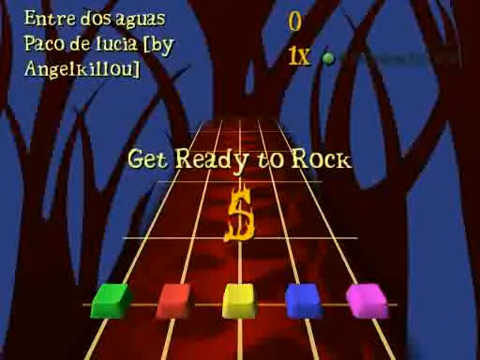 Entre dos aguas
Paco de lucia [by
Angelkillou]
0
1x
Get Ready to Rock
5